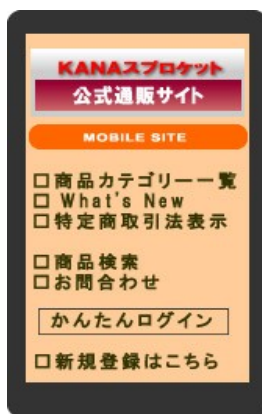 KANAスプロケット
公式通販サイト
MOBILE SITE
□商品カテゴリー一覧
□ What's New
□特定商取引法表示
□商品検索
□お問合わせ
かんたんログイン
□新規登録はこちら